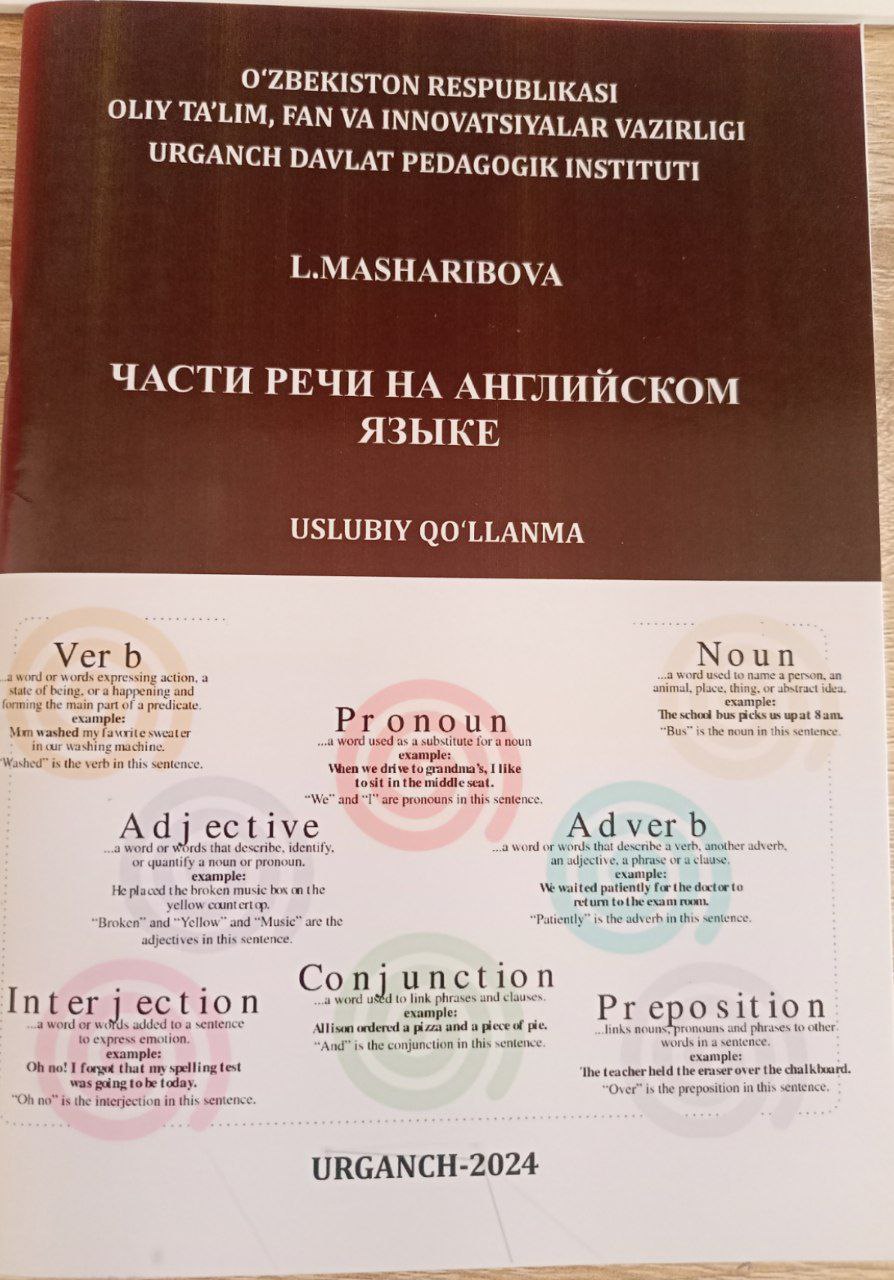 O‘ZBEKISTON RESPUBLIKASI
OLIY TA’LIM, FAN VA INNOVATSIYALAR VAZIRLIGI
URGANCH DAVLAT PEDAGOGIK INSTITUTI
L.MASHARIBOVA
ЧАСТИ РЕЧИ НА АНГЛИЙСКОМ
ЯЗЫКЕ
USLUBIY QO‘LLANMA
Verb
...a word or words expressing action, a
state of being, or a happening and
forming the main part of a predicate.
example:
Mom washed my favorite sweater
in our washing machine.
"Washed" is the verb in this sentence.
Noun
...a word used to name a person, an
animal, place, thing, or abstract idea.
example:
The school bus picks us up at 8 am.
"Bus" is the noun in this sentence.
Pronoun
...a word used as a substitute for a noun
example:
When we drive to grandma's, I like
to sit in the middle seat.
"We" and "I" are pronouns in this sentence.
Adjective
...a word or words that describe, identify,
or quantify a noun or pronoun.
example:
He placed the broken music box on the
yellow countertop.
"Broken" and "Yellow" and "Music" are the
adjectives in this sentence.
Adverb
...a word or words that describe a verb, another adverb,
an adjective, a phrase or a clause.
example:
We waited patiently for the doctor to
return to the exam room.
"Patiently" is the adverb in this sentence.
Interjection
...a word or words added to a sentence
to express emotion.
example:
Oh no! I forgot that my spelling test
was going to be today.
"Oh no" is the interjection in this sentence.
Conjunction
...a word used to link phrases and clauses.
example:
Allison ordered a pizza and a piece of pie.
"And" is the conjunction in this sentence.
Preposition
...links nouns, pronouns and phrases to other
words in a sentence.
example:
The teacher held the eraser over the chalkboard.
"Over" is the preposition in this sentence.
URGANCH-2024